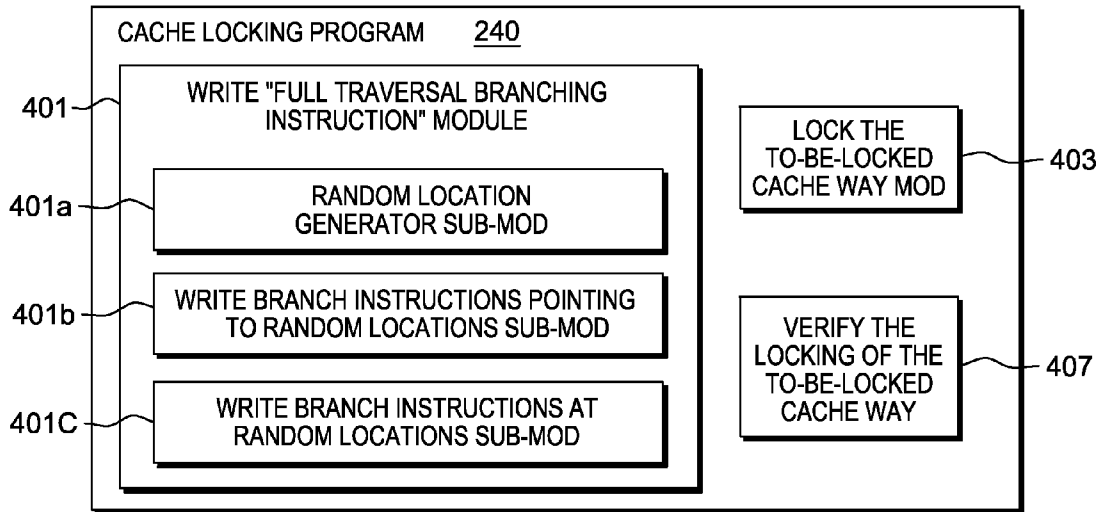 CACHE LOCKING PROGRAM 240
401
WRITE "FULL TRAVERSAL BRANCHING
INSTRUCTION" MODULE
401a
RANDOM LOCATION
GENERATOR SUB-MOD
401b
WRITE BRANCH INSTRUCTIONS POINTING
TO RANDOM LOCATIONS SUB-MOD
401C
WRITE BRANCH INSTRUCTIONS AT
RANDOM LOCATIONS SUB-MOD
LOCK THE
TO-BE-LOCKED
CACHE WAY MOD
403
VERIFY THE
LOCKING OF THE
TO-BE-LOCKED
CACHE WAY
407